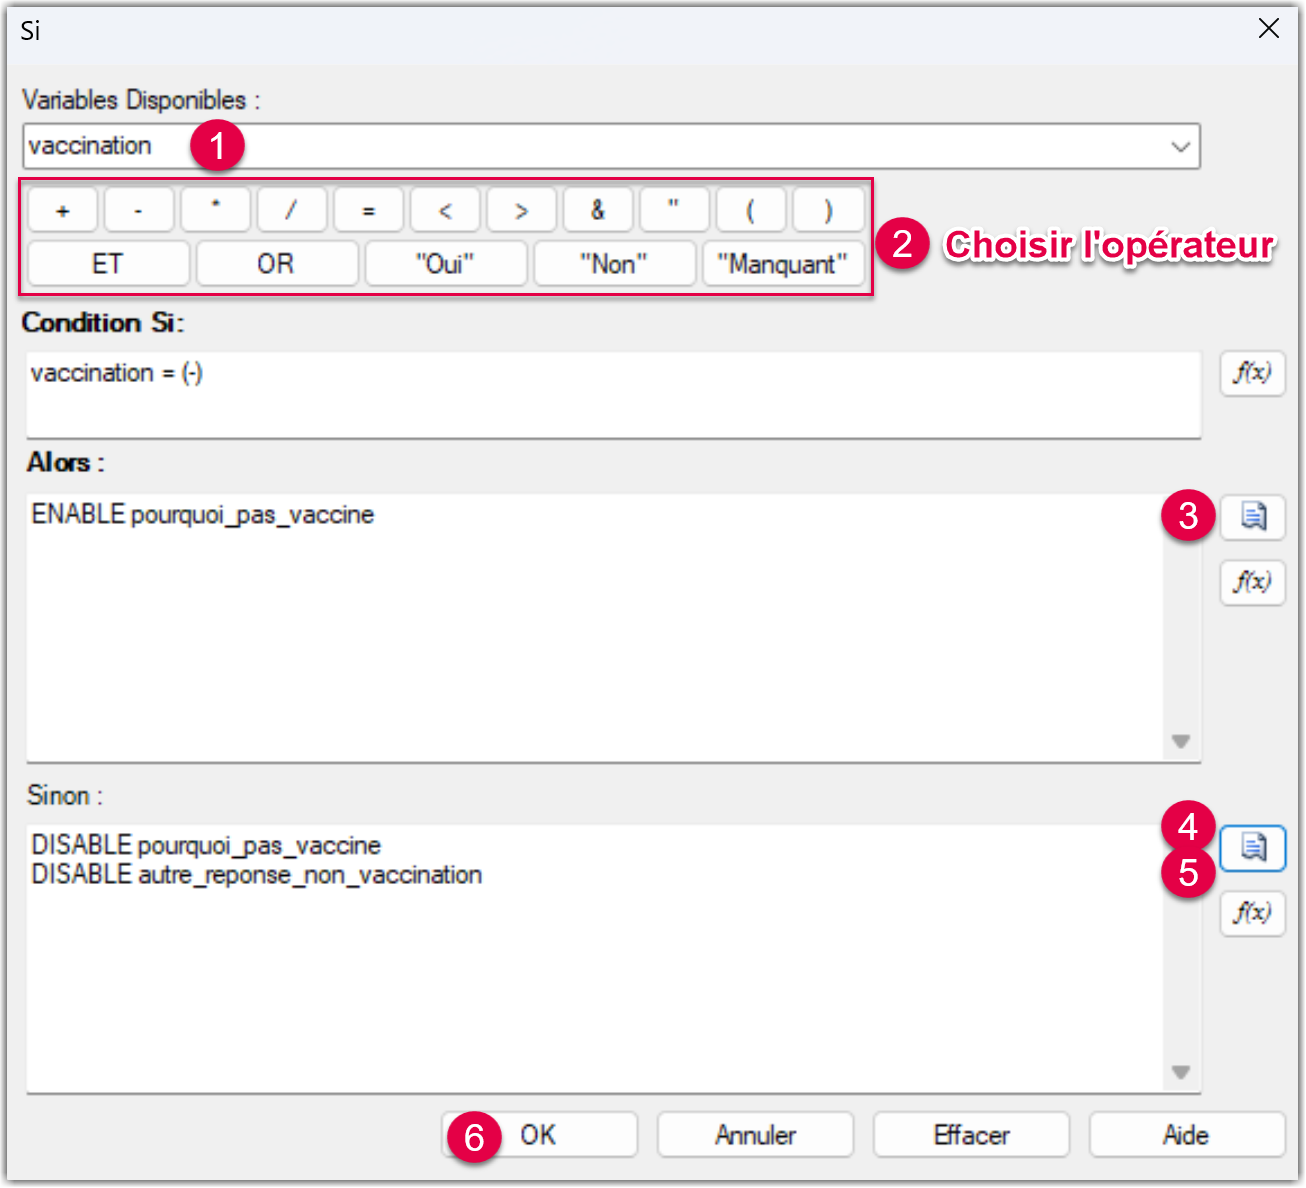 Si
Variables Disponibles :
vaccination 1
+ - * / = < > & " ( )
ET OR "Oui" "Non" "Manquant"
2 Choisir l'opérateur
Condition Si:
vaccination = (-)
f(x)
Alors :
ENABLE pourquoi_pas_vaccine
3
f(x)
Sinon :
DISABLE pourquoi_pas_vaccine
DISABLE autre_reponse_non_vaccination
4
5
f(x)
6 OK Annuler Effacer Aide